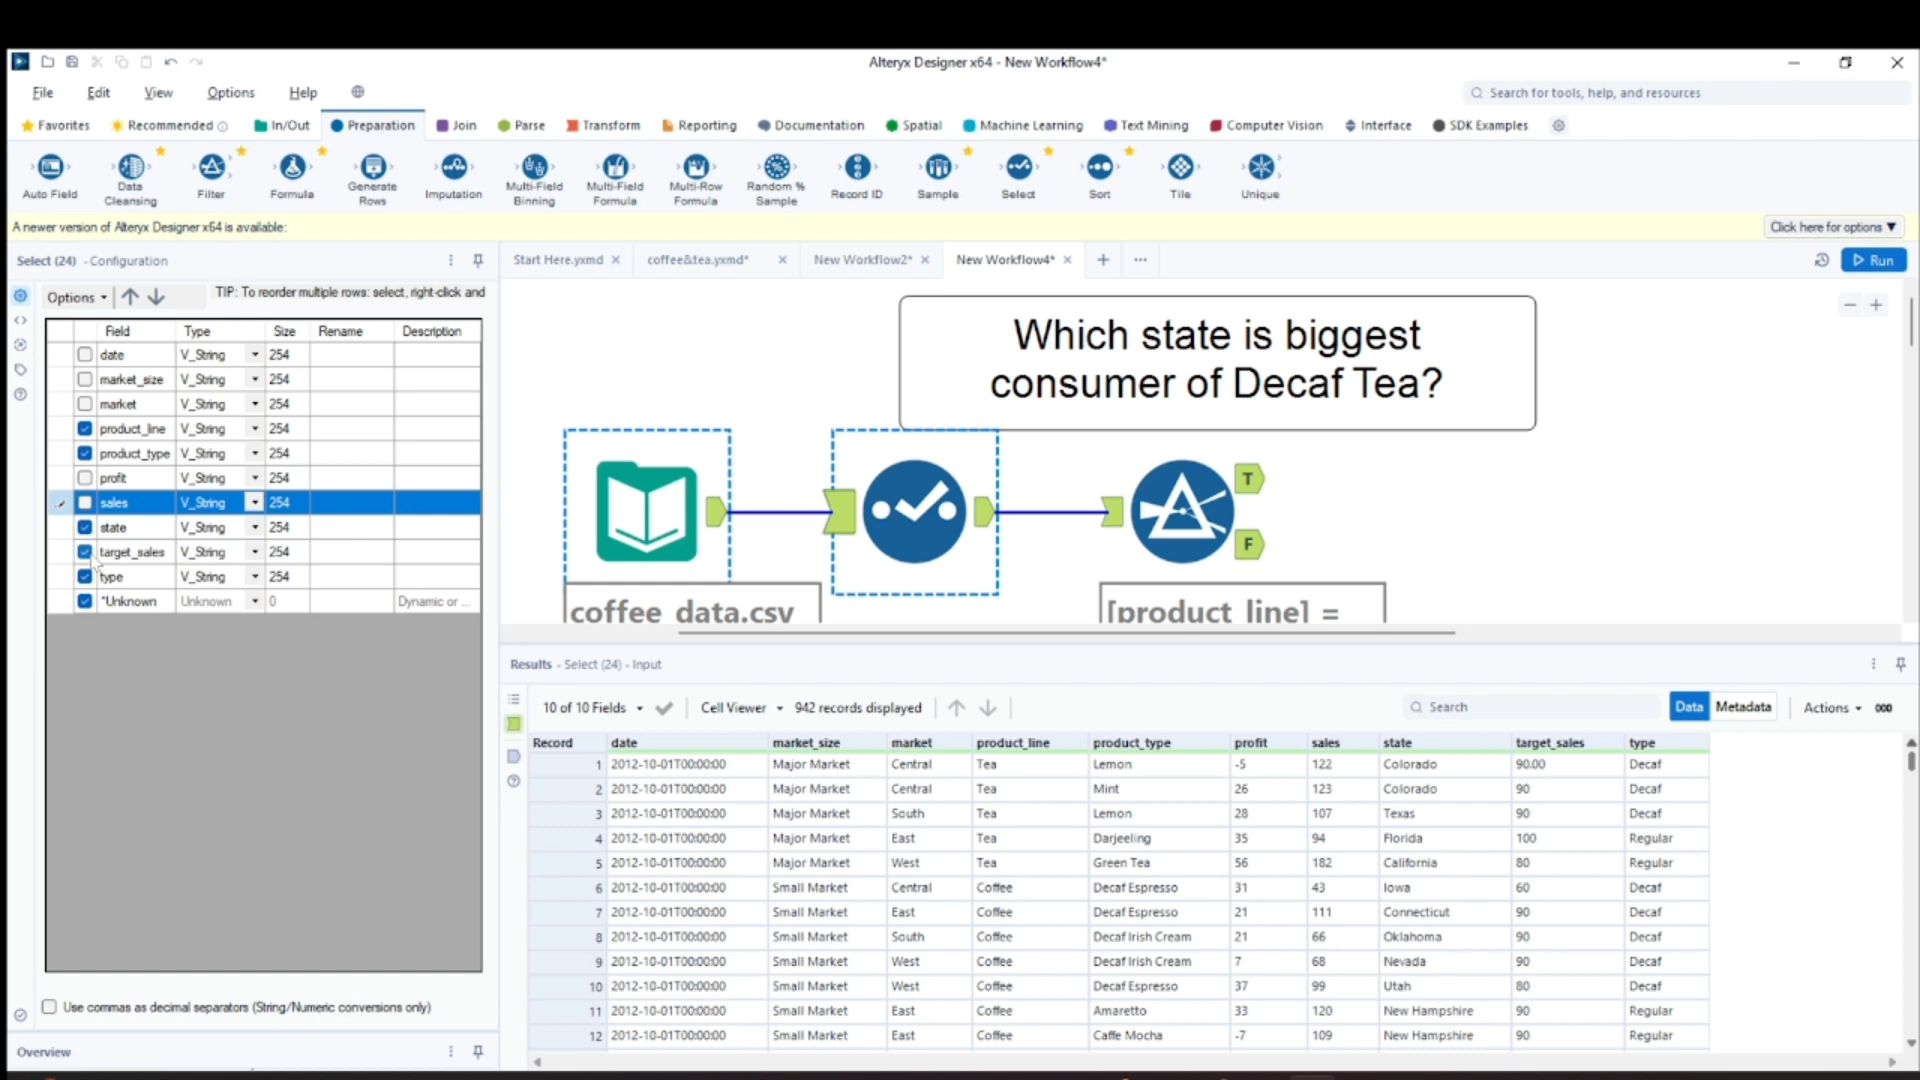 Alteryx Designer x64 - New Workflow4*
File Edit View Options Help
Search for tools, help, and resources
Favorites Recommended In/Out Preparation Join Parse Transform Reporting Documentation Spatial Machine Learning Text Mining Computer Vision Interface SDK Examples
Auto Field
Data Cleansing
Filter
Formula
Generate Rows
Imputation
Multi-Field Binning
Multi-Field Formula
Multi-Row Formula
Random % Sample
Record ID
Sample
Select
Sort
Tile
Unique
A newer version of Alteryx Designer x64 is available:
Click here for options ▼
Select (24) - Configuration
Start Here.yxmd
coffee&tea.yxmd*
New Workflow2*
New Workflow4*
Run
Options
TIP: To reorder multiple rows: select, right-click and
Field Type Size Rename Description
date V_String 254
market_size V_String 254
market V_String 254
product_line V_String 254
product_type V_String 254
profit V_String 254
sales V_String 254
state V_String 254
target_sales V_String 254
type V_String 254
*Unknown Unknown 0 Dynamic or ...
Use commas as decimal separators (String/Numeric conversions only)
Overview
Which state is biggest
consumer of Decaf Tea?
T
F
coffee_data.csv
[product_line] =
Results - Select (24) - Input
10 of 10 Fields Cell Viewer 942 records displayed Search Data Metadata Actions 000
Record date market_size market product_line product_type profit sales state target_sales type
1 2012-10-01T00:00:00 Major Market Central Tea Lemon -5 122 Colorado 90.00 Decaf
2 2012-10-01T00:00:00 Major Market Central Tea Mint 26 123 Colorado 90 Decaf
3 2012-10-01T00:00:00 Major Market South Tea Lemon 28 107 Texas 90 Decaf
4 2012-10-01T00:00:00 Major Market East Tea Darjeeling 35 94 Florida 100 Regular
5 2012-10-01T00:00:00 Major Market West Tea Green Tea 56 182 California 80 Regular
6 2012-10-01T00:00:00 Small Market Central Coffee Decaf Espresso 31 43 Iowa 60 Decaf
7 2012-10-01T00:00:00 Small Market East Coffee Decaf Espresso 21 111 Connecticut 90 Decaf
8 2012-10-01T00:00:00 Small Market South Coffee Decaf Irish Cream 21 66 Oklahoma 90 Decaf
9 2012-10-01T00:00:00 Small Market West Coffee Decaf Irish Cream 7 68 Nevada 90 Decaf
10 2012-10-01T00:00:00 Small Market West Coffee Decaf Espresso 37 99 Utah 80 Decaf
11 2012-10-01T00:00:00 Small Market East Coffee Amaretto 33 120 New Hampshire 90 Regular
12 2012-10-01T00:00:00 Small Market East Coffee Caffe Mocha -7 109 New Hampshire 90 Regular